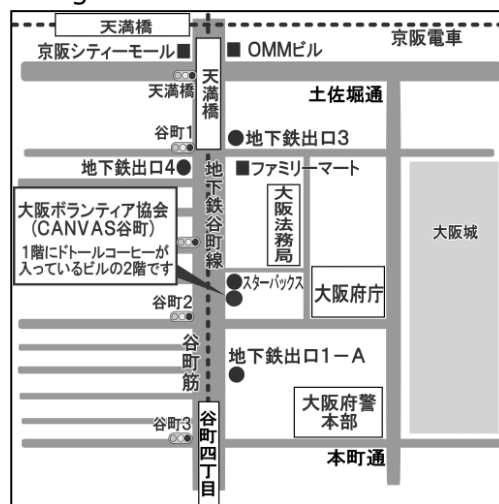 天満橋
京阪電車
京阪シティーモール
OMMビル
天満橋
天満橋
土佐堀通
谷町1
地下鉄出口3
地下鉄出口4
ファミリーマート
地下鉄谷町線
大阪法務局
大阪城
大阪ボランティア協会
(CANVAS谷町)
1階にドトールコーヒーが
入っているビルの2階です
スターバックス
大阪府庁
谷町2
谷町筋
地下鉄出口1－A
大阪府警
本部
谷町3
谷町四丁目
本町通